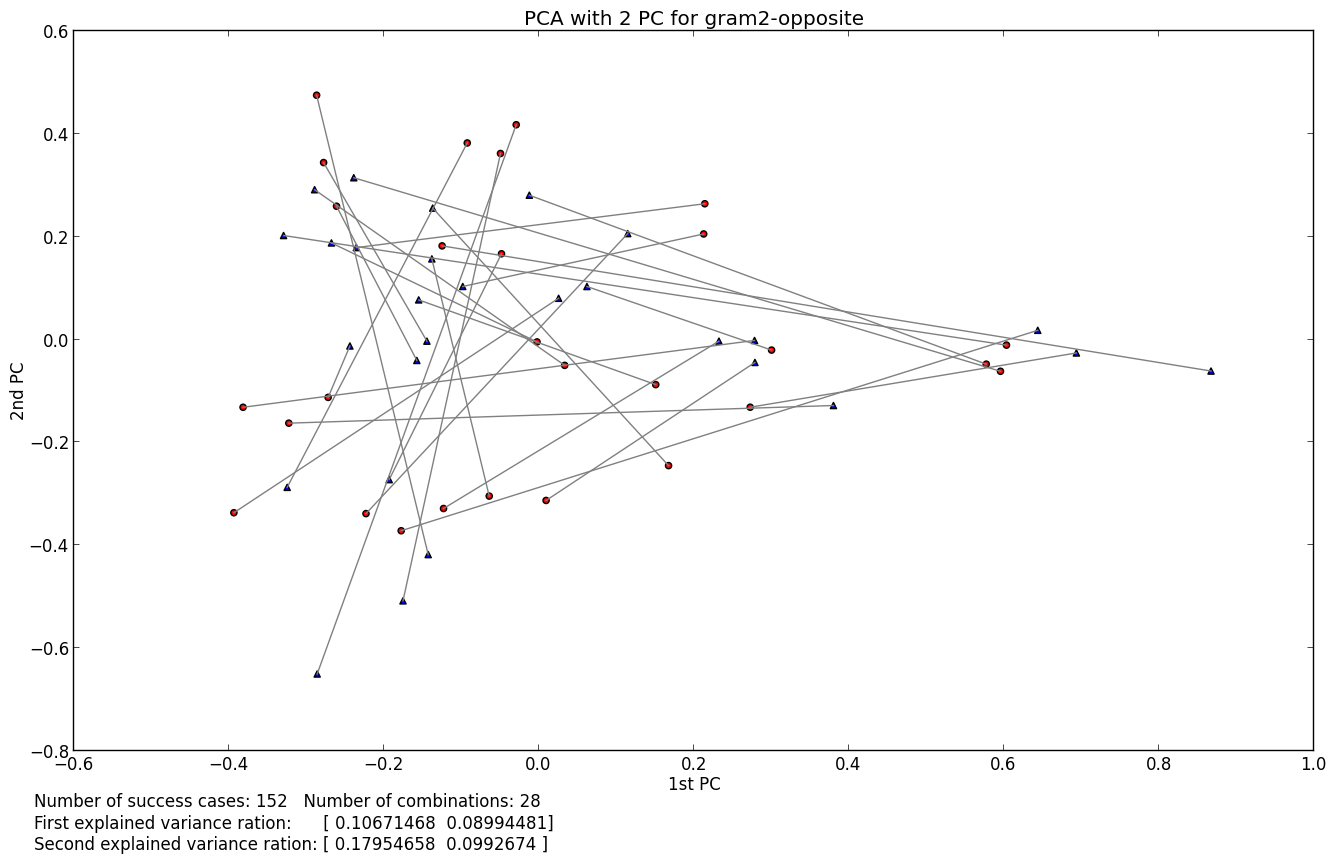 PCA with 2 PC for gram2-opposite
0.6
0.4
0.2
0.0
−0.2
−0.4
−0.6
−0.8
2nd PC
−0.6 −0.4 −0.2 0.0 0.2 0.4 0.6 0.8 1.0
1st PC
Number of success cases: 152 Number of combinations: 28
First explained variance ration: [ 0.10671468 0.08994481]
Second explained variance ration: [ 0.17954658 0.0992674 ]